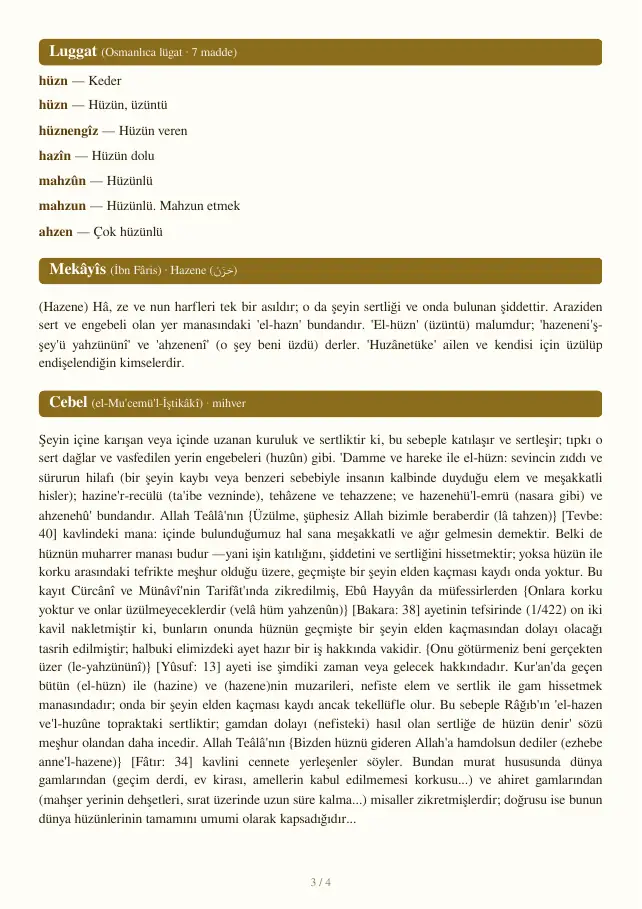 Luggat (Osmanlıca lügat · 7 madde)
hüzn — Keder
hüzn — Hüzün, üzüntü
hüznengîz — Hüzün veren
hazîn — Hüzün dolu
mahzûn — Hüzünlü
mahzun — Hüzünlü. Mahzun etmek
ahzen — Çok hüzünlü
Mekâyîs (İbn Fâris) · Hazene (حزن)
(Hazene) Hâ, ze ve nun harfleri tek bir asıldır; o da şeyin sertliği ve onda bulunan şiddettir. Araziden
sert ve engebeli olan yer manasındaki 'el-hazn' bundandır. 'El-hüzn' (üzüntü) malumdur; 'hazeneni'ş-
şey'ü yahzününî' ve 'ahzenenî' (o şey beni üzdü) derler. 'Huzânetüke' ailen ve kendisi için üzülüp
endişelendiğin kimselerdir.
Cebel (el-Mu'cemü'l-İştikâkî) · mihver
Şeyin içine karışan veya içinde uzanan kuruluk ve sertliktir ki, bu sebeple katılaşır ve sertleşir; tıpkı o
sert dağlar ve vasfedilen yerin engebeleri (huzûn) gibi. 'Damme ve hareke ile el-hüzn: sevincin zıddı ve
sürurun hilafı (bir şeyin kaybı veya benzeri sebebiyle insanın kalbinde duyduğu elem ve meşakkatli
hisler); hazine'r-recülü (ta'ibe vezninde), tehâzene ve tehazzene; ve hazenehü'l-emrü (nasara gibi) ve
ahzenehû' bundandır. Allah Teâlâ'nın {Üzülme, şüphesiz Allah bizimle beraberdir (lâ tahzen)} [Tevbe:
40] kavlindeki mana: içinde bulunduğumuz hal sana meşakkatli ve ağır gelmesin demektir. Belki de
hüznün muharrer manası budur —yani işin katılığını, şiddetini ve sertliğini hissetmektir; yoksa hüzün ile
korku arasındaki tefrikte meşhur olduğu üzere, geçmişte bir şeyin elden kaçması kaydı onda yoktur. Bu
kayıt Cürcânî ve Münâvî'nin Tarifât'ında zikredilmiş, Ebû Hayyân da müfessirlerden {Onlara korku
yoktur ve onlar üzülmeyeceklerdir (velâ hüm yahzenûn)} [Bakara: 38] ayetinin tefsirinde (1/422) on iki
kavil nakletmiştir ki, bunların onunda hüznün geçmişte bir şeyin elden kaçmasından dolayı olacağı
tasrih edilmiştir; halbuki elimizdeki ayet hazır bir iş hakkında vakidir. {Onu götürmeniz beni gerçekten
üzer (le-yahzününî)} [Yûsuf: 13] ayeti ise şimdiki zaman veya gelecek hakkındadır. Kur'an'da geçen
bütün (el-hüzn) ile (hazine) ve (hazene)nin muzarileri, nefiste elem ve sertlik ile gam hissetmek
manasındadır; onda bir şeyin elden kaçması kaydı ancak tekellüfle olur. Bu sebeple Râğıb'ın 'el-hazen
ve'l-huzûne topraktaki sertliktir; gamdan dolayı (nefisteki) hasıl olan sertliğe de hüzün denir' sözü
meşhur olandan daha incedir. Allah Teâlâ'nın {Bizden hüznü gideren Allah'a hamdolsun dediler (ezhebe
anne'l-hazene)} [Fâtır: 34] kavlini cennete yerleşenler söyler. Bundan murat hususunda dünya
gamlarından (geçim derdi, ev kirası, amellerin kabul edilmemesi korkusu...) ve ahiret gamlarından
(mahşer yerinin dehşetleri, sırat üzerinde uzun süre kalma...) misaller zikretmişlerdir; doğrusu ise bunun
dünya hüzünlerinin tamamını umumi olarak kapsadığıdır...
3 / 4